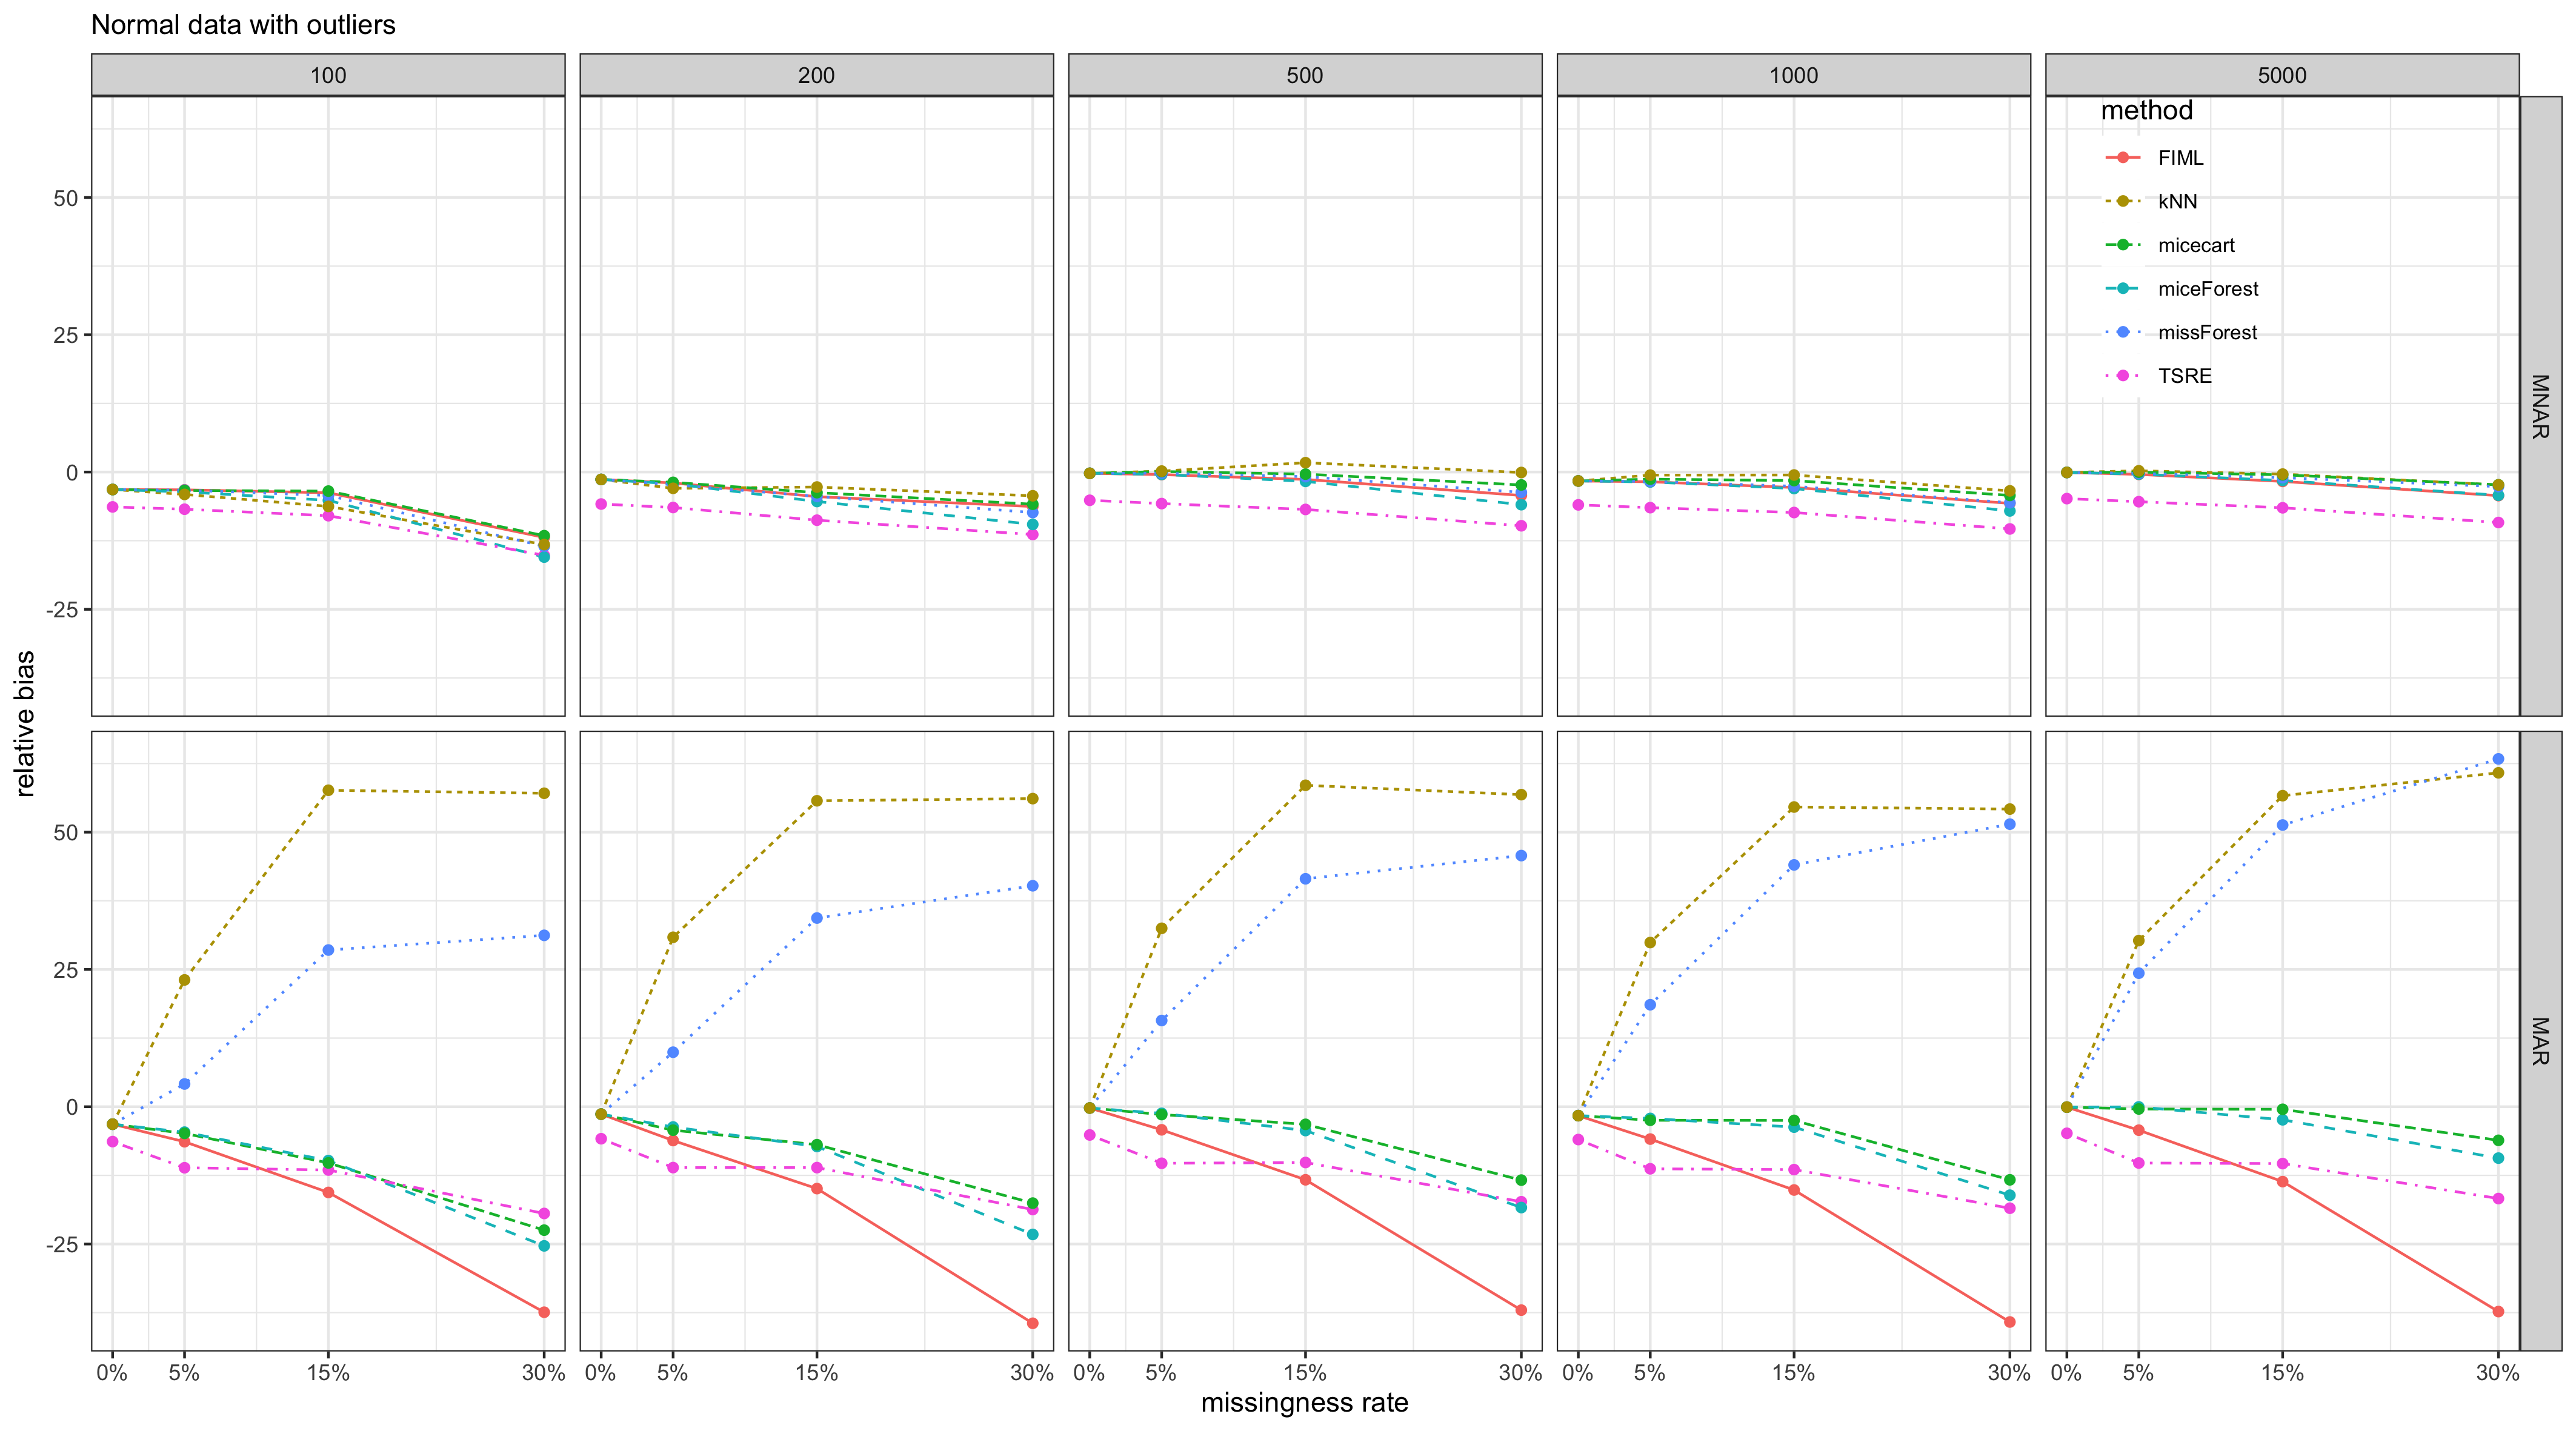 Normal data with outliers
100 200 500 1000 5000
method
FIML
kNN
micecart
miceForest
missForest
TSRE
50
25
0
-25
MNAR
relative bias
50
25
0
-25
MAR
0% 5% 15% 30% 0% 5% 15% 30% 0% 5% 15% 30% 0% 5% 15% 30% 0% 5% 15% 30%
missingness rate